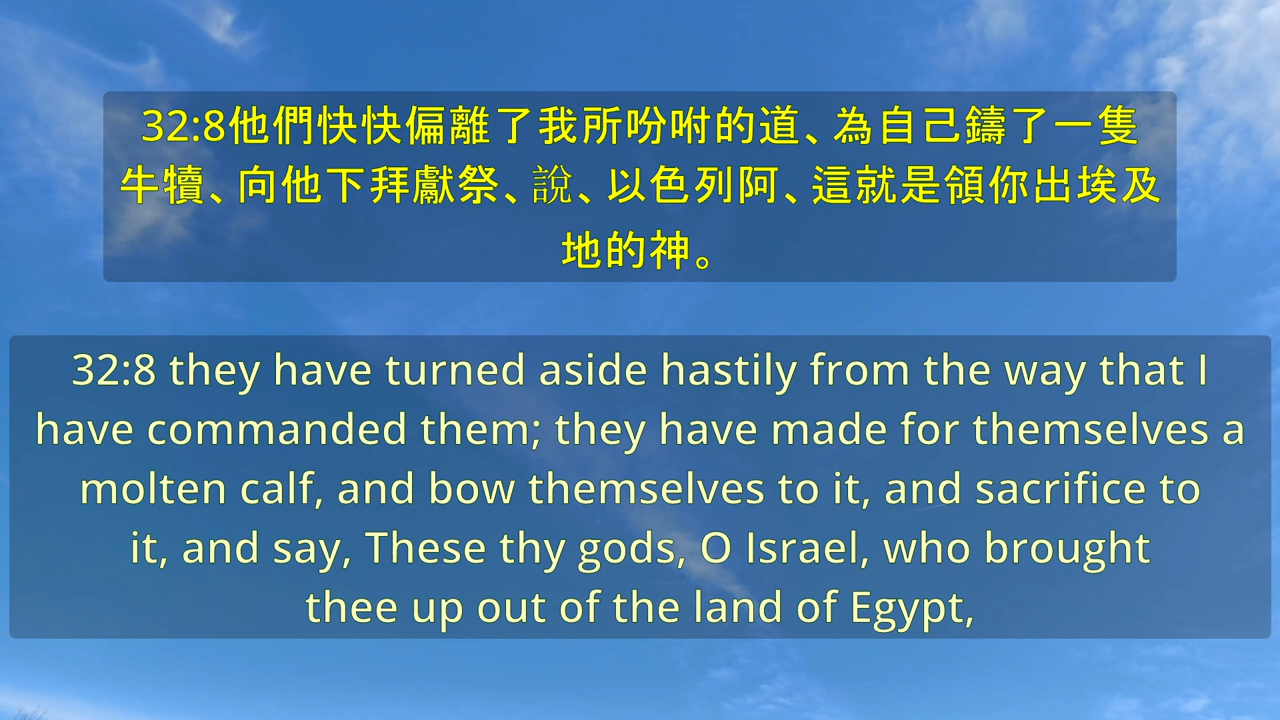 32:8他們快快偏離了我所吩咐的道、為自己鑄了一隻
牛犢、向他下拜獻祭、說、以色列阿、這就是領你出埃及
地的神。
32:8 they have turned aside hastily from the way that I
have commanded them; they have made for themselves a
molten calf, and bow themselves to it, and sacrifice to
it, and say, These thy gods, O Israel, who brought
thee up out of the land of Egypt,